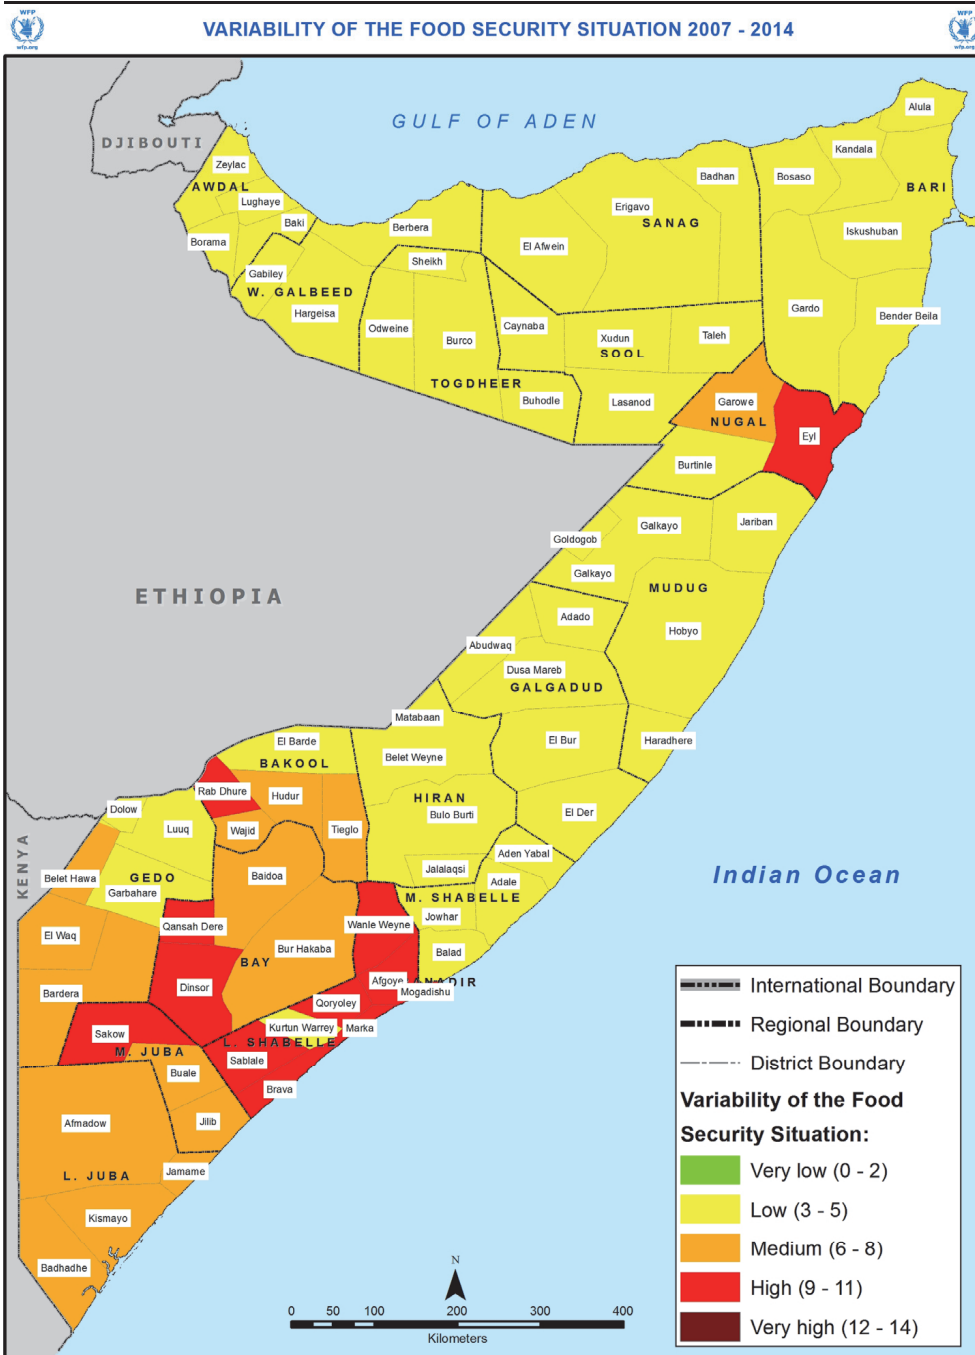 WFP
wfp.org
VARIABILITY OF THE FOOD SECURITY SITUATION 2007 - 2014
WFP
wfp.org
GULF OF ADEN
DJIBOUTI
Alula
Kandala
Bosaso
BARI
Badhan
Zeylac
AWDAL
Lughaye
Erigavo
SANAG
Baki
Berbera
Iskushuban
Borama
El Afwein
Sheikh
Gabiley
W. GALBEED
Hargeisa
Gardo
Bender Beila
Odweine
Burco
Caynaba
Xudun
SOOL
Taleh
TOGDHEER
Buhodle
Lasanod
Garowe
NUGAL
Eyl
Burtinle
Galkayo
Jariban
Goldogob
Galkayo
ETHIOPIA
MUDUG
Adado
Hobyo
Abudwaq
Dusa Mareb
GALGADUD
Matabaan
El Barde
BAKOOL
Belet Weyne
El Bur
Haradhere
Rab Dhure
Hudur
HIRAN
Bulo Burti
El Der
Dolow
Luuq
Wajid
Tieglo
KENYA
Aden Yabal
Jalalaqsi
Belet Hawa
GEDO
Garbahare
Baidoa
Adale
M. SHABELLE
Indian Ocean
Jowhar
Qansah Dere
Wanle Weyne
El Waq
Bur Hakaba
BAY
Balad
Dinsor
Afgoye
ANADIR
Mogadishu
Bardera
Qoryoley
Kurtun Warrey
Marka
Sakow
M. JUBA
L. SHABELLE
Sablale
Buale
Brava
Afmadow
Jilib
Jamame
L. JUBA
Kismayo
Badhadhe
N
0 50 100 200 300 400
Kilometers
International Boundary
Regional Boundary
District Boundary
Variability of the Food
Security Situation:
Very low (0 - 2)
Low (3 - 5)
Medium (6 - 8)
High (9 - 11)
Very high (12 - 14)